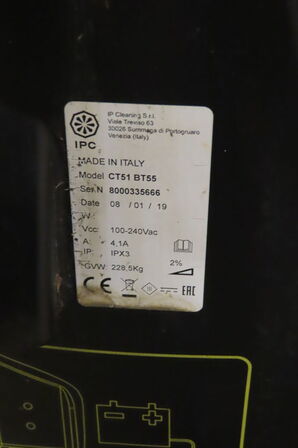 IP Cleaning S.r.l.
Viale Treviso 63
30026 Summaga di Portogruaro
Venezia (Italy)
IPC
MADE IN ITALY
Model CT51 BT55
Ser.N 8000335666
Date 08 / 01 / 19
W:
Vcc: 100-240Vac
A: 4,1A
IP: IPX3
GVW: 228,5Kg
2%
CE EAC